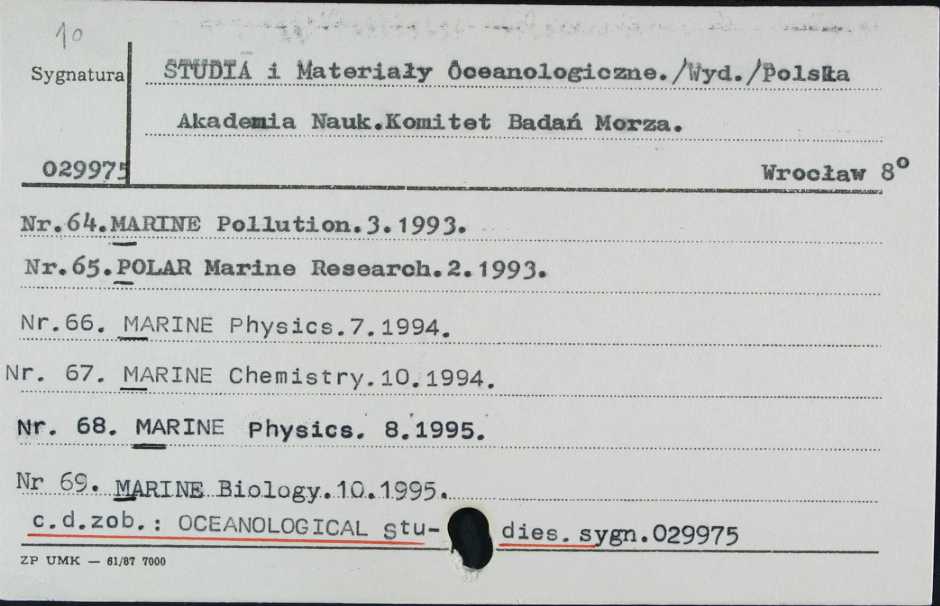 10
Sygnatura
STUDIA i Materiały Oceanologiczne./Wyd./Polska
Akademia Nauk.Komitet Badań Morza.
029975
Wrocław 8⁰
Nr.64.MARINE Pollution.3.1993.
Nr.65.POLAR Marine Research.2.1993.
Nr.66. MARINE Physics.7.1994.
Nr. 67. MARINE Chemistry.10.1994.
Nr. 68. MARINE Physics. 8.1995.
Nr 69. MARINE Biology.10.1995.
c.d.zob.: OCEANOLOGICAL stu- dies. sygn.029975
ZP UMK — 61/87 7000